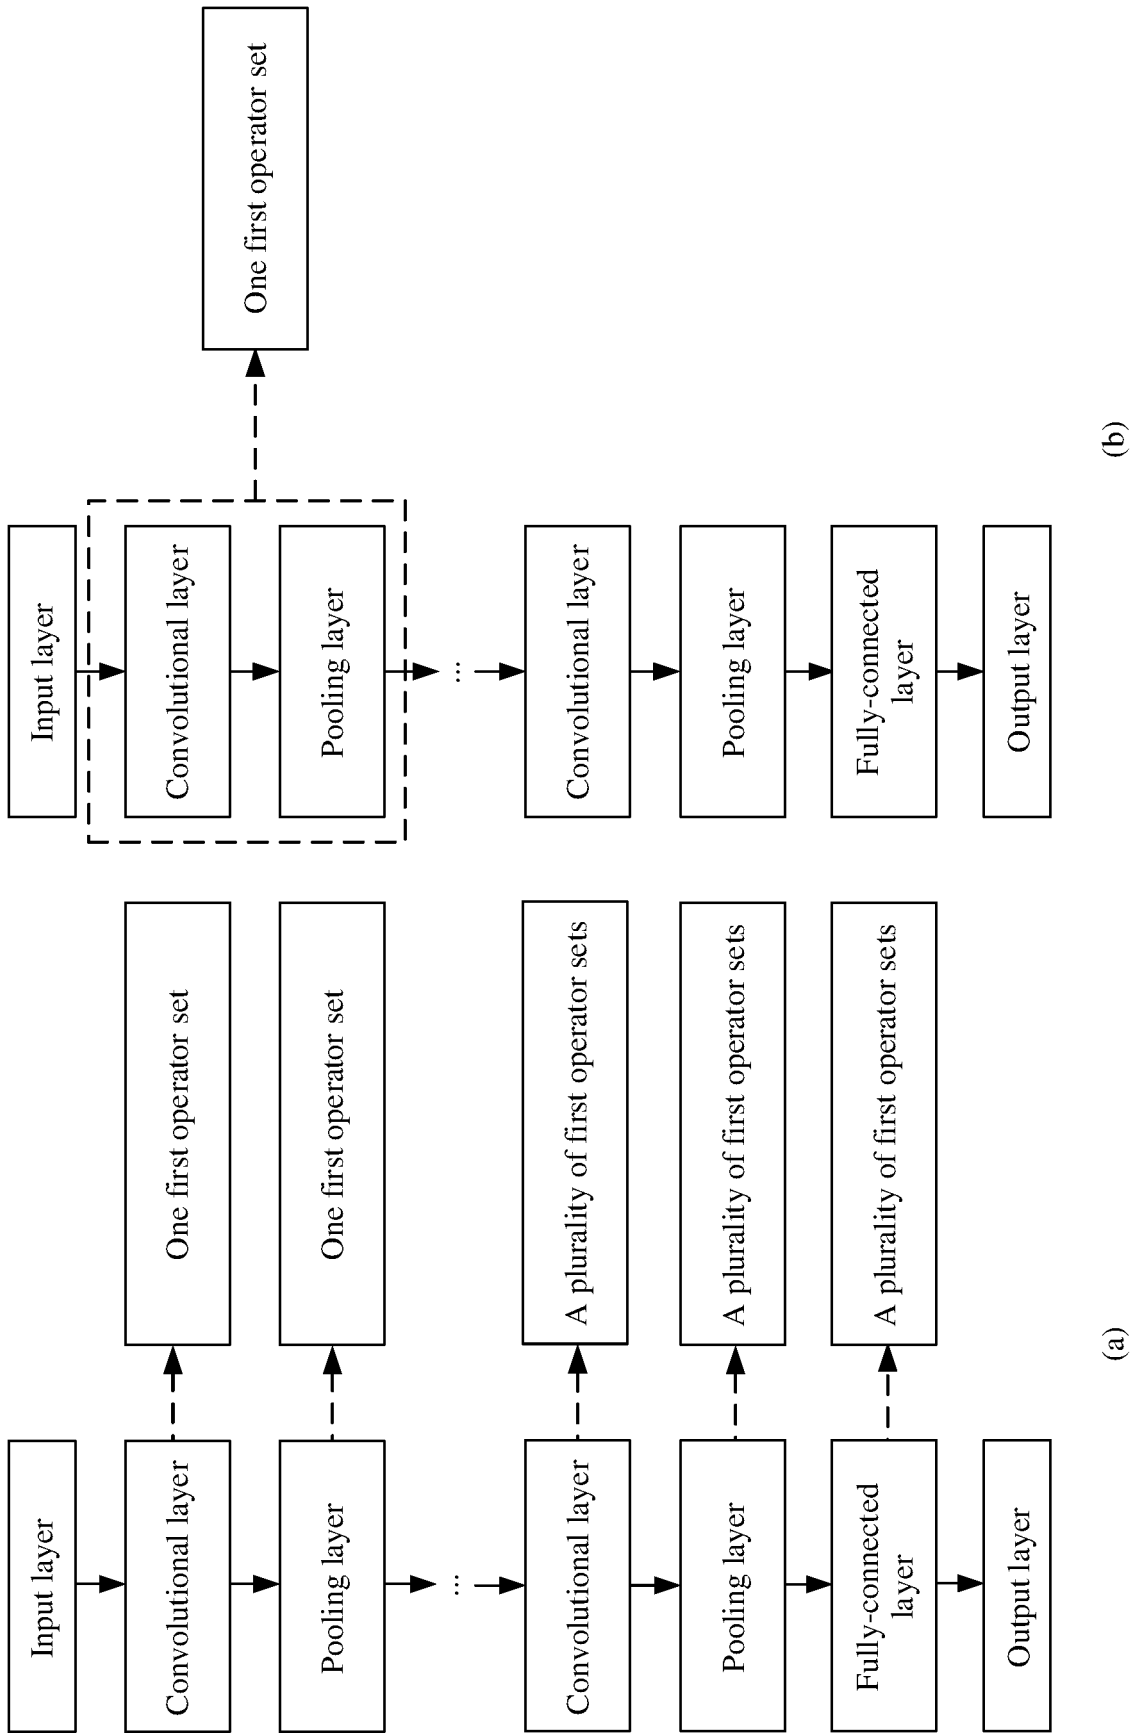 Input layer
Convolutional layer
One first operator set
Pooling layer
One first operator set
...
Convolutional layer
A plurality of first operator sets
Pooling layer
A plurality of first operator sets
Fully-connected
layer
A plurality of first operator sets
Output layer
(a)
Input layer
Convolutional layer
Pooling layer
One first operator set
...
Convolutional layer
Pooling layer
Fully-connected
layer
Output layer
(b)